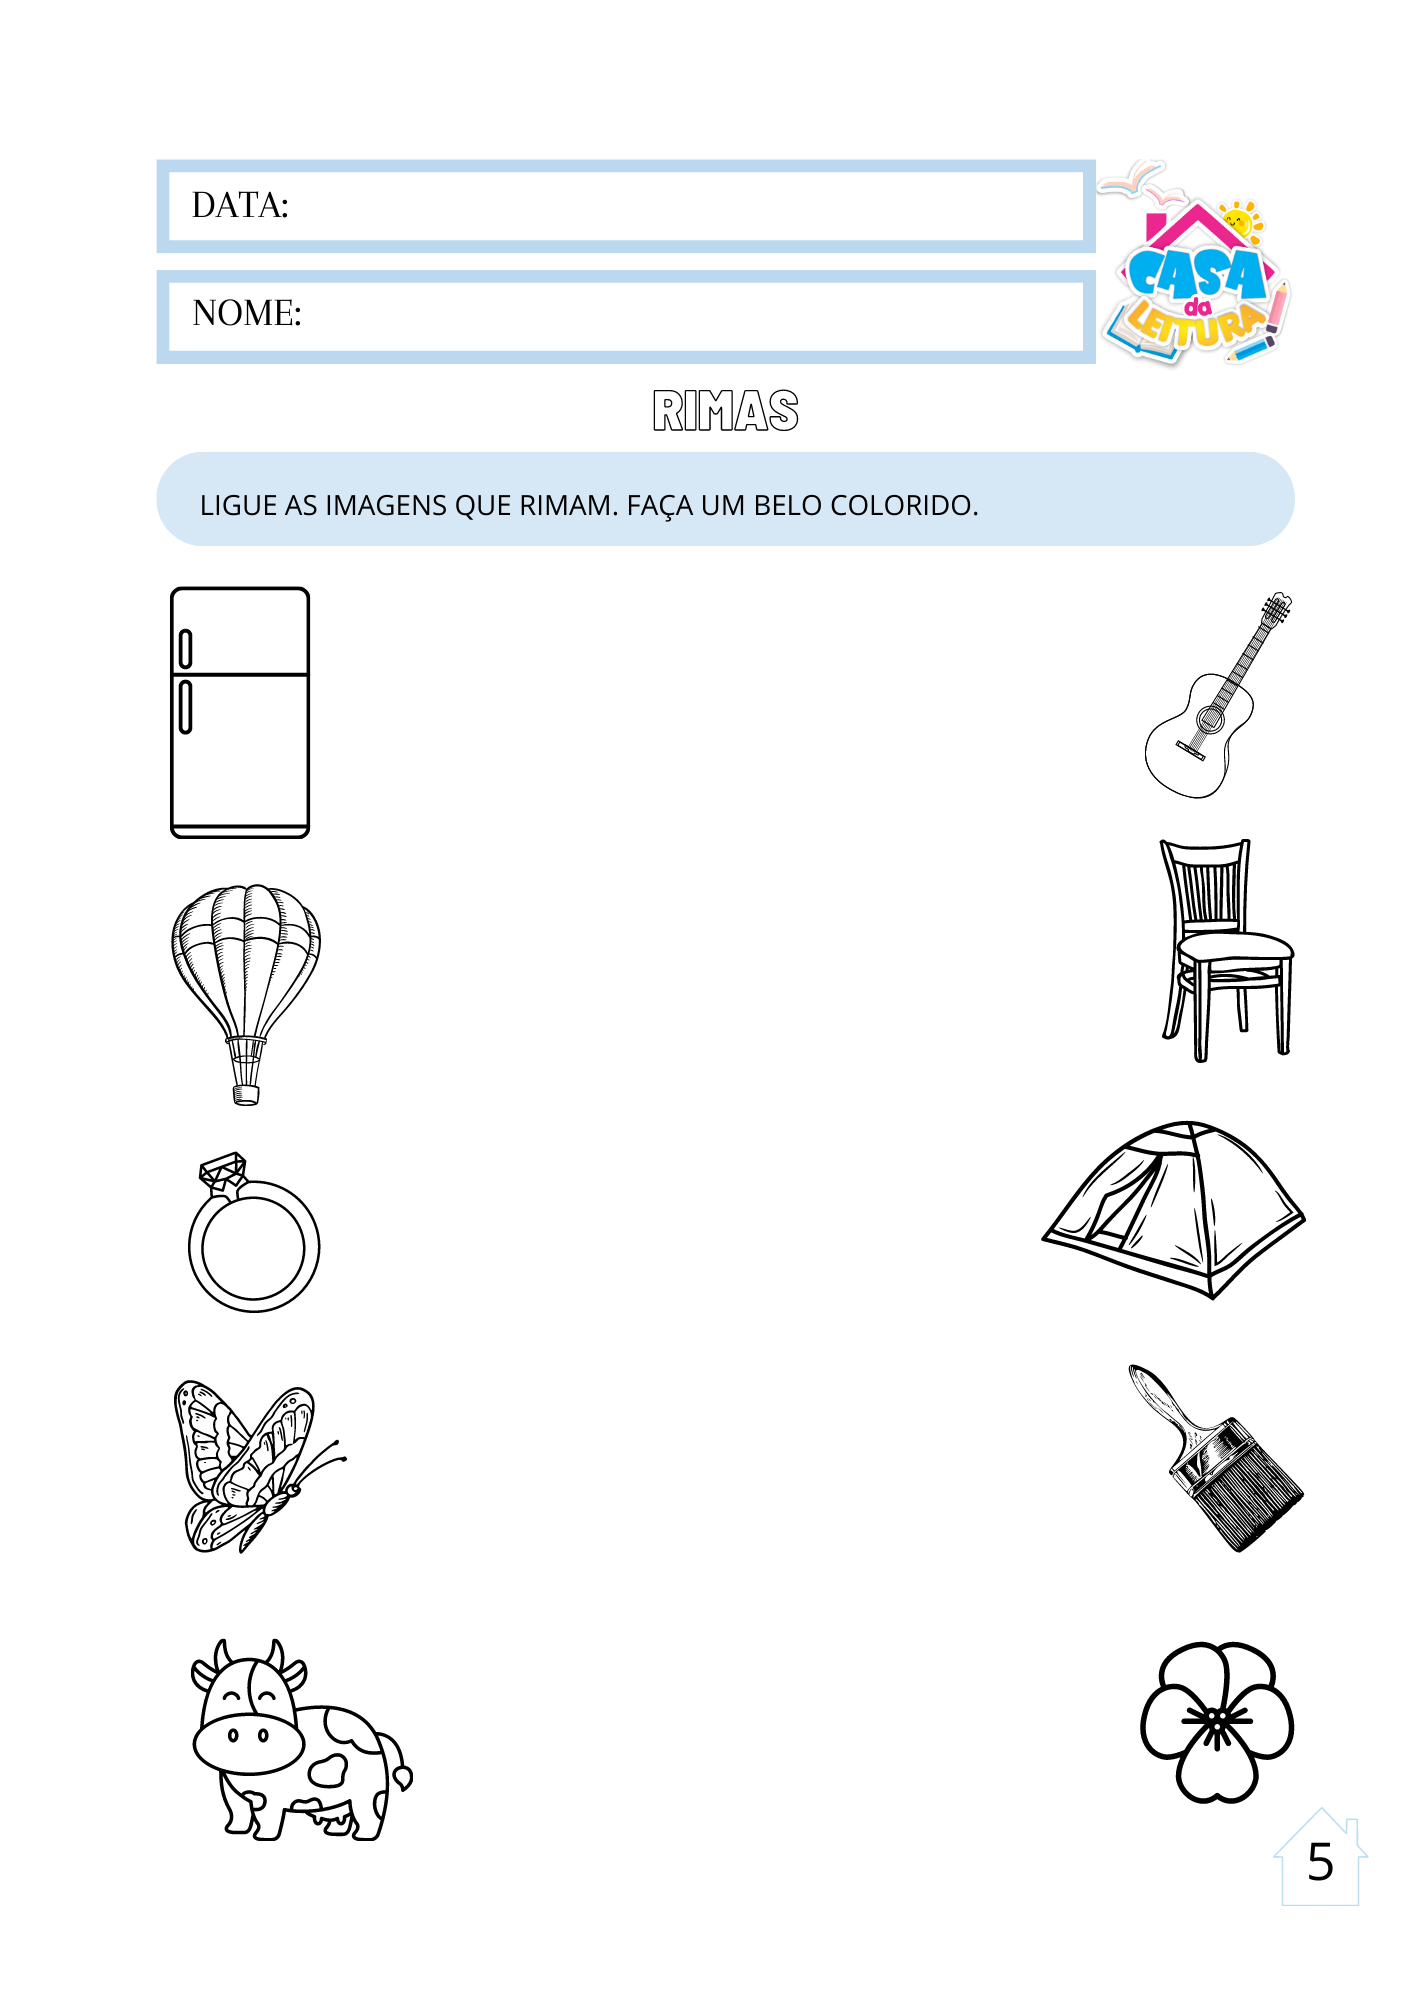 DATA:
NOME:
CASA
da
LEITURA
RIMAS
LIGUE AS IMAGENS QUE RIMAM. FAÇA UM BELO COLORIDO.
5